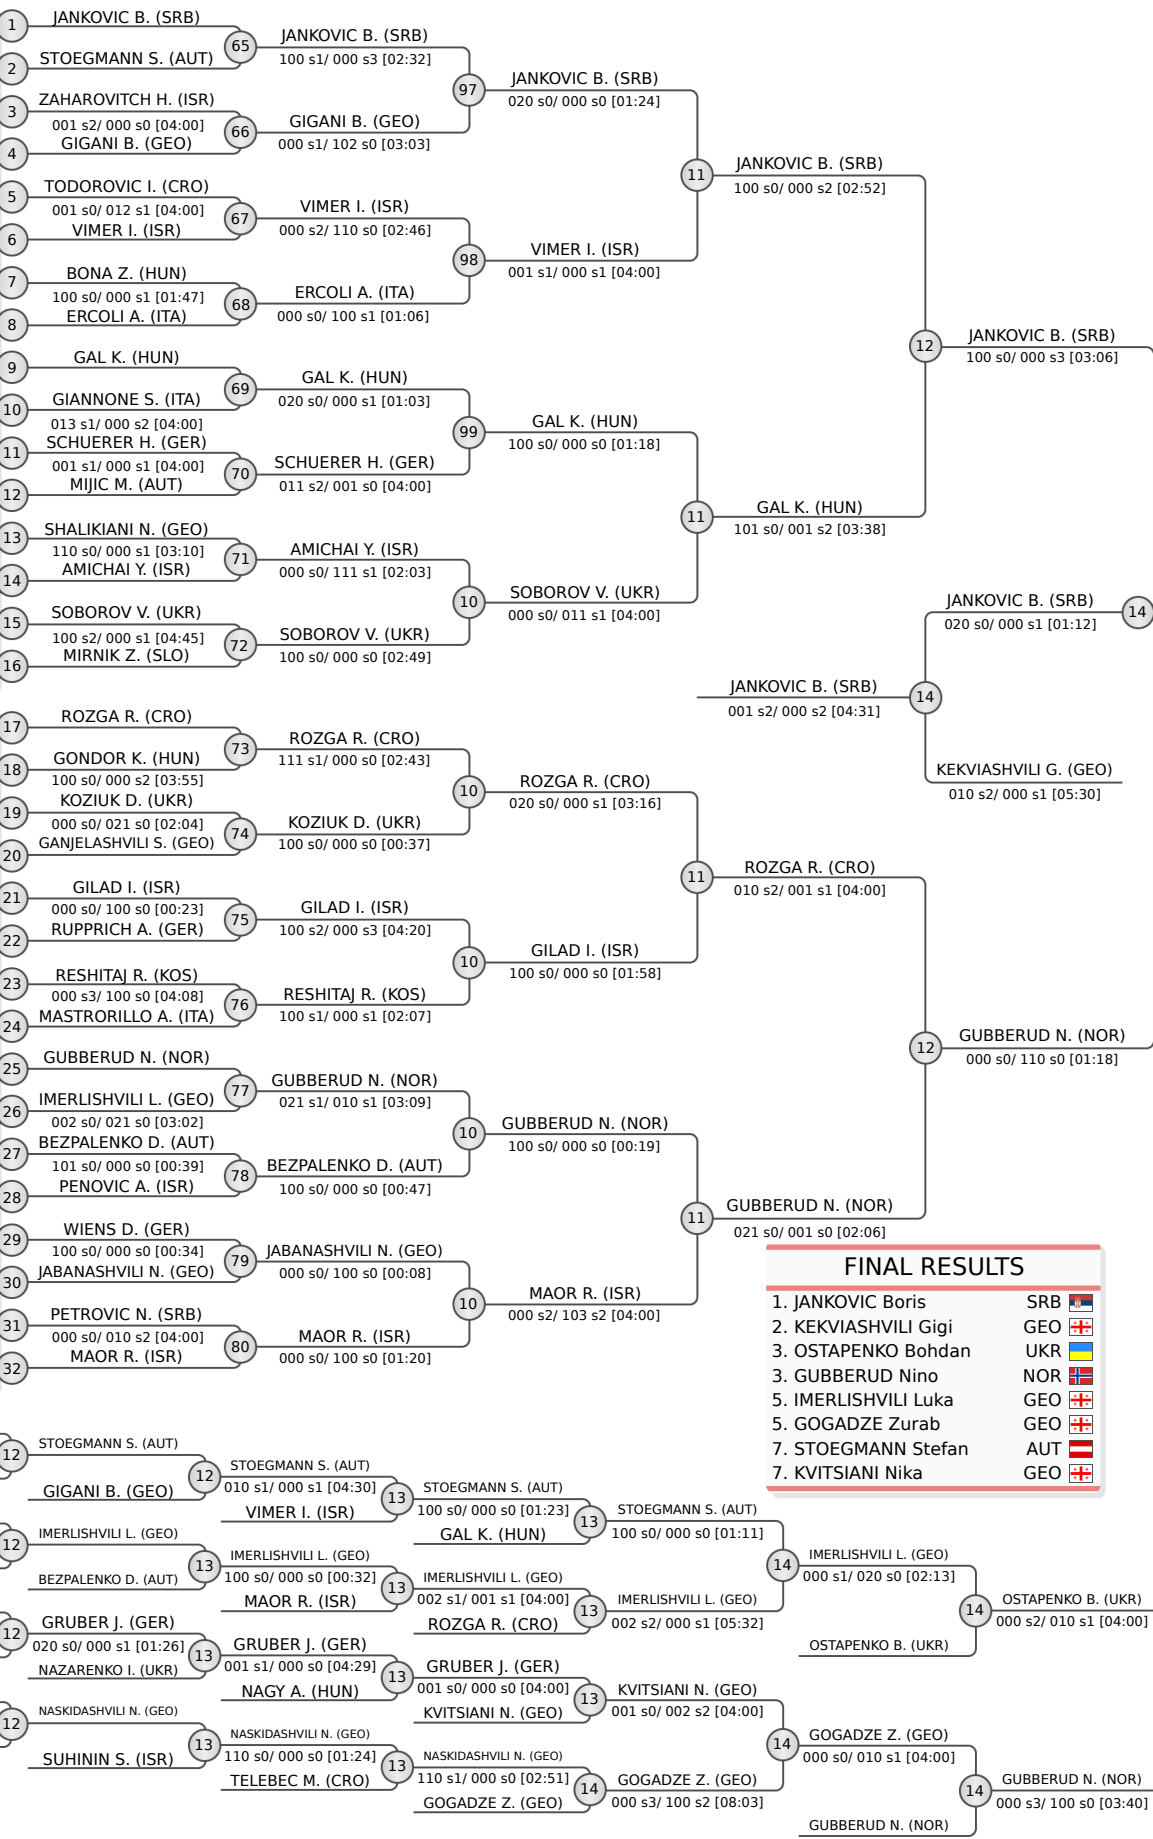 1 JANKOVIC B. (SRB)
2 STOEGMANN S. (AUT)
65 JANKOVIC B. (SRB)
100 s1/ 000 s3 [02:32]
3 ZAHAROVITCH H. (ISR)
001 s2/ 000 s0 [04:00]
4 GIGANI B. (GEO)
66 GIGANI B. (GEO)
000 s1/ 102 s0 [03:03]
97 JANKOVIC B. (SRB)
020 s0/ 000 s0 [01:24]
5 TODOROVIC I. (CRO)
001 s0/ 012 s1 [04:00]
6 VIMER I. (ISR)
67 VIMER I. (ISR)
000 s2/ 110 s0 [02:46]
7 BONA Z. (HUN)
100 s0/ 000 s1 [01:47]
8 ERCOLI A. (ITA)
68 ERCOLI A. (ITA)
000 s0/ 100 s1 [01:06]
98 VIMER I. (ISR)
001 s1/ 000 s1 [04:00]
11 JANKOVIC B. (SRB)
100 s0/ 000 s2 [02:52]
9 GAL K. (HUN)
10 GIANNONE S. (ITA)
013 s1/ 000 s2 [04:00]
69 GAL K. (HUN)
020 s0/ 000 s1 [01:03]
11 SCHUERER H. (GER)
001 s1/ 000 s1 [04:00]
12 MIJIC M. (AUT)
70 SCHUERER H. (GER)
011 s2/ 001 s0 [04:00]
99 GAL K. (HUN)
100 s0/ 000 s0 [01:18]
13 SHALIKIANI N. (GEO)
110 s0/ 000 s1 [03:10]
14 AMICHAI Y. (ISR)
71 AMICHAI Y. (ISR)
000 s0/ 111 s1 [02:03]
15 SOBOROV V. (UKR)
100 s2/ 000 s1 [04:45]
16 MIRNIK Z. (SLO)
72 SOBOROV V. (UKR)
100 s0/ 000 s0 [02:49]
10 SOBOROV V. (UKR)
000 s0/ 011 s1 [04:00]
11 GAL K. (HUN)
101 s0/ 001 s2 [03:38]
12 JANKOVIC B. (SRB)
100 s0/ 000 s3 [03:06]
JANKOVIC B. (SRB)
020 s0/ 000 s1 [01:12]
14
JANKOVIC B. (SRB)
001 s2/ 000 s2 [04:31]
14
KEKVIASHVILI G. (GEO)
010 s2/ 000 s1 [05:30]
17 ROZGA R. (CRO)
18 GONDOR K. (HUN)
100 s0/ 000 s2 [03:55]
73 ROZGA R. (CRO)
111 s1/ 000 s0 [02:43]
19 KOZIUK D. (UKR)
000 s0/ 021 s0 [02:04]
20 GANJELASHVILI S. (GEO)
74 KOZIUK D. (UKR)
100 s0/ 000 s0 [00:37]
10 ROZGA R. (CRO)
020 s0/ 000 s1 [03:16]
21 GILAD I. (ISR)
000 s0/ 100 s0 [00:23]
22 RUPPRICH A. (GER)
75 GILAD I. (ISR)
100 s2/ 000 s3 [04:20]
23 RESHITAJ R. (KOS)
000 s3/ 100 s0 [04:08]
24 MASTRORILLO A. (ITA)
76 RESHITAJ R. (KOS)
100 s1/ 000 s1 [02:07]
10 GILAD I. (ISR)
100 s0/ 000 s0 [01:58]
11 ROZGA R. (CRO)
010 s2/ 001 s1 [04:00]
25 GUBBERUD N. (NOR)
26 IMERLISHVILI L. (GEO)
002 s0/ 021 s0 [03:02]
77 GUBBERUD N. (NOR)
021 s1/ 010 s1 [03:09]
27 BEZPALENKO D. (AUT)
101 s0/ 000 s0 [00:39]
28 PENOVIC A. (ISR)
78 BEZPALENKO D. (AUT)
100 s0/ 000 s0 [00:47]
10 GUBBERUD N. (NOR)
100 s0/ 000 s0 [00:19]
29 WIENS D. (GER)
100 s0/ 000 s0 [00:34]
30 JABANASHVILI N. (GEO)
79 JABANASHVILI N. (GEO)
000 s0/ 100 s0 [00:08]
31 PETROVIC N. (SRB)
000 s0/ 010 s2 [04:00]
32 MAOR R. (ISR)
80 MAOR R. (ISR)
000 s0/ 100 s0 [01:20]
10 MAOR R. (ISR)
000 s2/ 103 s2 [04:00]
11 GUBBERUD N. (NOR)
021 s0/ 001 s0 [02:06]
12 GUBBERUD N. (NOR)
000 s0/ 110 s0 [01:18]
FINAL RESULTS
1. JANKOVIC Boris SRB
2. KEKVIASHVILI Gigi GEO
3. OSTAPENKO Bohdan UKR
3. GUBBERUD Nino NOR
5. IMERLISHVILI Luka GEO
5. GOGADZE Zurab GEO
7. STOEGMANN Stefan AUT
7. KVITSIANI Nika GEO
12 STOEGMANN S. (AUT)
GIGANI B. (GEO)
12 STOEGMANN S. (AUT)
010 s1/ 000 s1 [04:30]
VIMER I. (ISR)
13 STOEGMANN S. (AUT)
100 s0/ 000 s0 [01:23]
GAL K. (HUN)
13 STOEGMANN S. (AUT)
100 s0/ 000 s0 [01:11]
12 IMERLISHVILI L. (GEO)
BEZPALENKO D. (AUT)
13 IMERLISHVILI L. (GEO)
100 s0/ 000 s0 [00:32]
MAOR R. (ISR)
13 IMERLISHVILI L. (GEO)
002 s1/ 001 s1 [04:00]
ROZGA R. (CRO)
13 IMERLISHVILI L. (GEO)
002 s2/ 000 s1 [05:32]
14 IMERLISHVILI L. (GEO)
000 s1/ 020 s0 [02:13]
OSTAPENKO B. (UKR)
14 OSTAPENKO B. (UKR)
000 s2/ 010 s1 [04:00]
12 GRUBER J. (GER)
020 s0/ 000 s1 [01:26]
NAZARENKO I. (UKR)
13 GRUBER J. (GER)
001 s1/ 000 s0 [04:29]
NAGY A. (HUN)
13 GRUBER J. (GER)
001 s0/ 000 s0 [04:00]
KVITSIANI N. (GEO)
13 KVITSIANI N. (GEO)
001 s0/ 002 s2 [04:00]
12 NASKIDASHVILI N. (GEO)
SUHININ S. (ISR)
13 NASKIDASHVILI N. (GEO)
110 s0/ 000 s0 [01:24]
TELEBEC M. (CRO)
13 NASKIDASHVILI N. (GEO)
110 s1/ 000 s0 [02:51]
GOGADZE Z. (GEO)
14 GOGADZE Z. (GEO)
000 s3/ 100 s2 [08:03]
14 GOGADZE Z. (GEO)
000 s0/ 010 s1 [04:00]
GUBBERUD N. (NOR)
14 GUBBERUD N. (NOR)
000 s3/ 100 s0 [03:40]